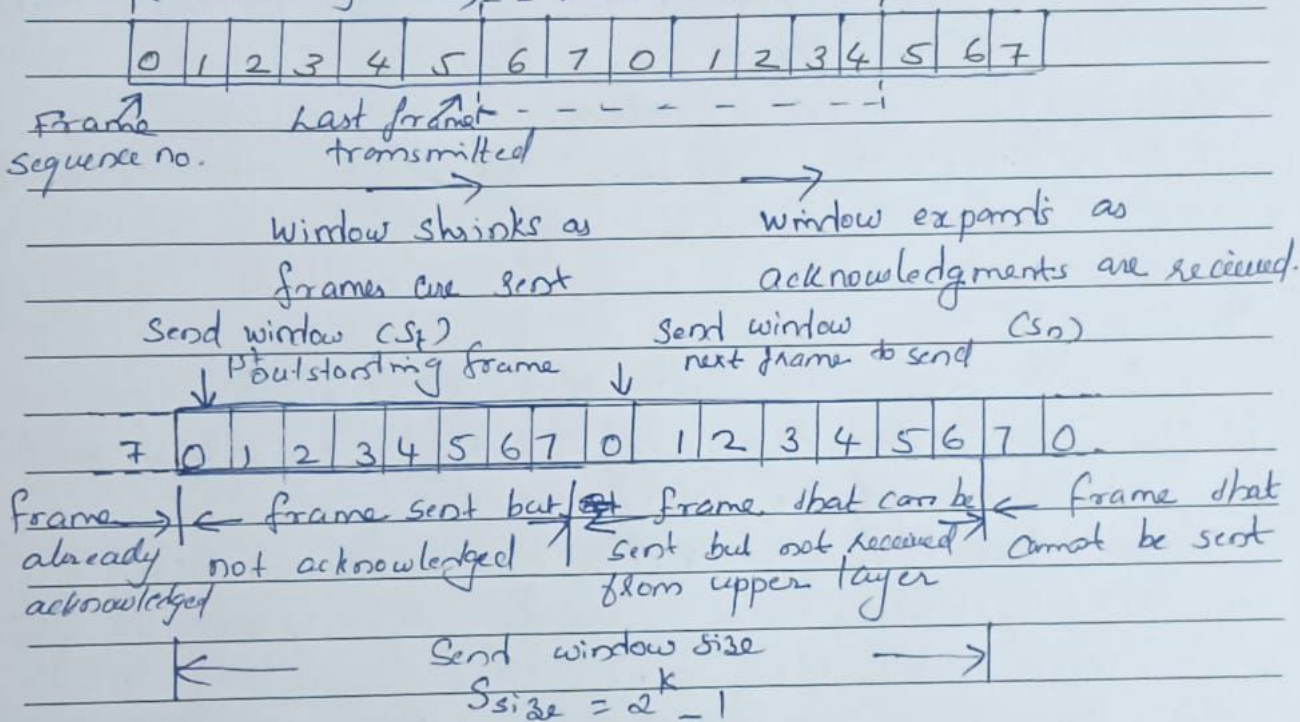 0 1 2 3 4 5 6 7 0 1 2 3 4 5 6 7
Frame Last frame
sequence no. transmitted
window shrinks as window expands as
frames are sent acknowledgments are recieved.
Send window (Sf) Send window (Sn)
1st outstanding frame next frame to send
7 0 1 2 3 4 5 6 7 0 1 2 3 4 5 6 7 0
frame frame sent but frame that can be frame that
already not acknowledged sent but not received cannot be sent
acknowledged from upper layer
Send window size
Ssize = 2^k - 1